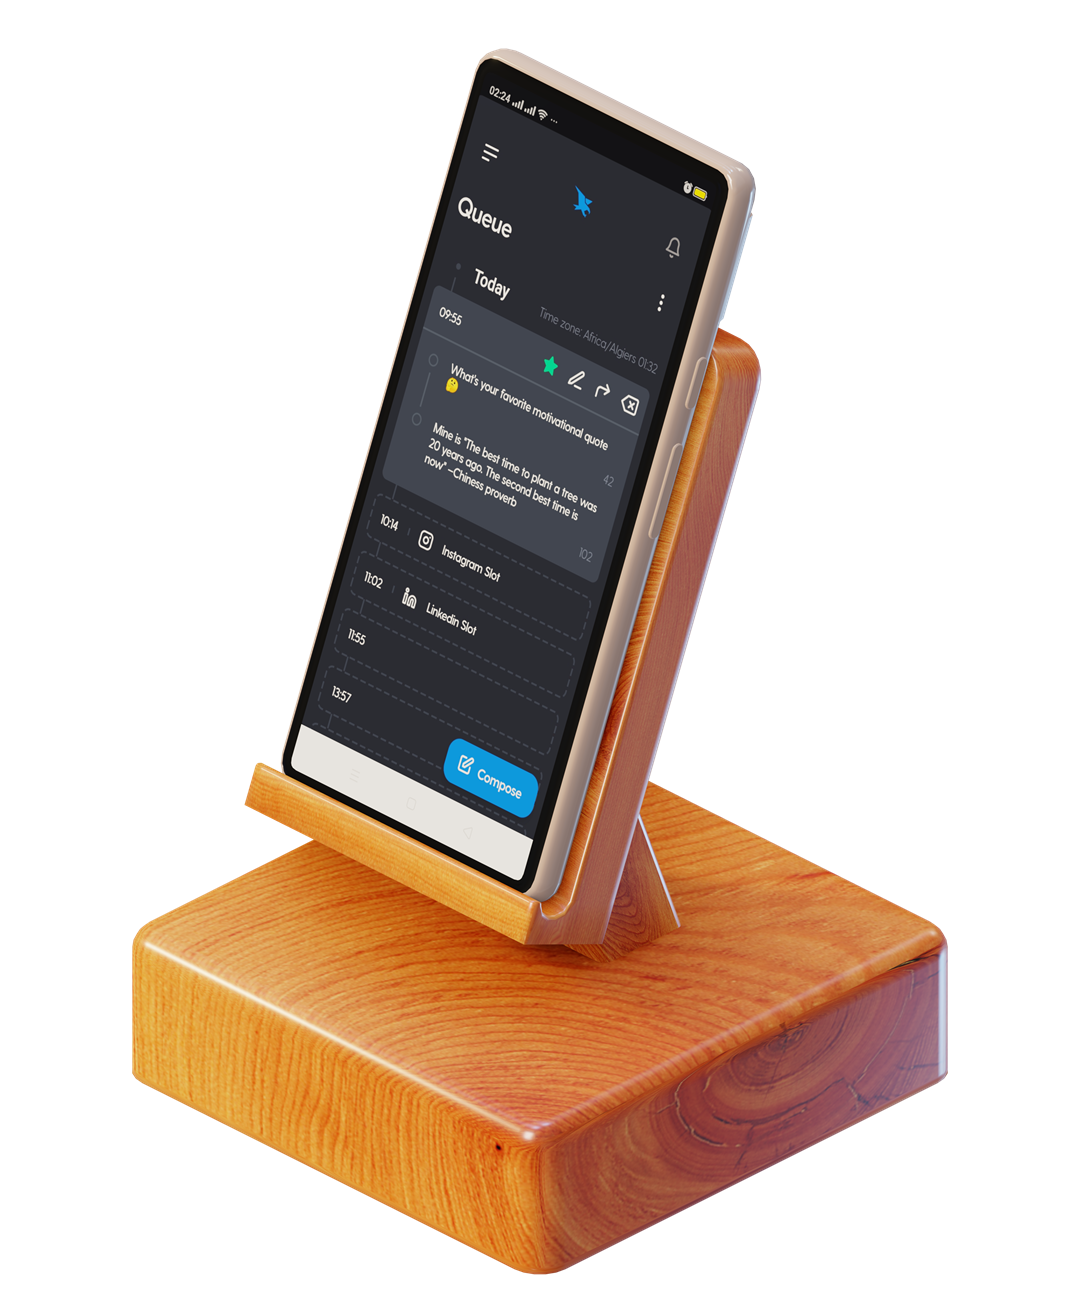 02:24
Queue
Today
Time zone: Africa/Algiers 01:32
09:55
What's your favorite motivational quote
🤔
42
Mine is "The best time to plant a tree was
20 years ago. The second best time is
now" –Chiness proverb
102
10:14 Instagram Slot
11:02 Linkedin Slot
11:55
13:57
Compose